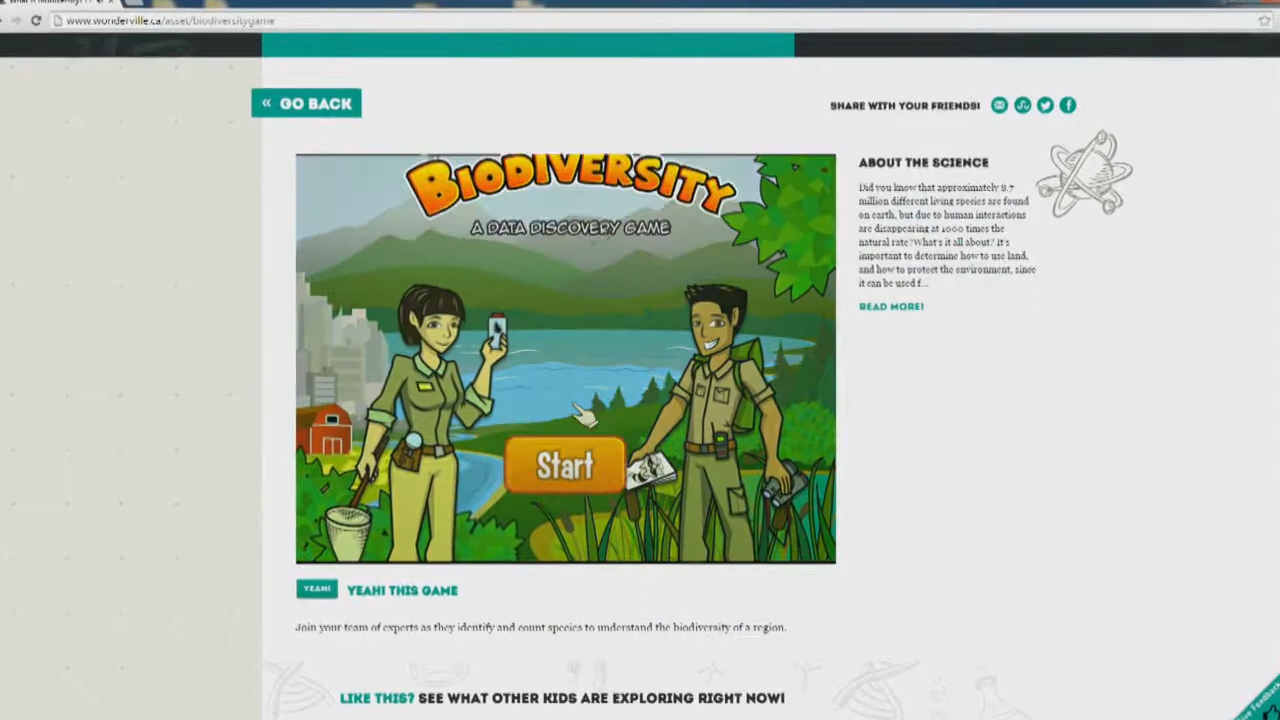 www.wonderville.ca/asset/biodiversitygame
« GO BACK
SHARE WITH YOUR FRIENDS!
BIODIVERSITY
A DATA DISCOVERY GAME
Start
ABOUT THE SCIENCE
Did you know that approximately 8.7
million different living species are found
on earth, but due to human interactions
are disappearing at 1000 times the
natural rate?What's it all about? It's
important to determine how to use land,
and how to protect the environment, since
it can be used f...
READ MORE!
YEAH! YEAH! THIS GAME
Join your team of experts as they identify and count species to understand the biodiversity of a region.
LIKE THIS? SEE WHAT OTHER KIDS ARE EXPLORING RIGHT NOW!
Feedback